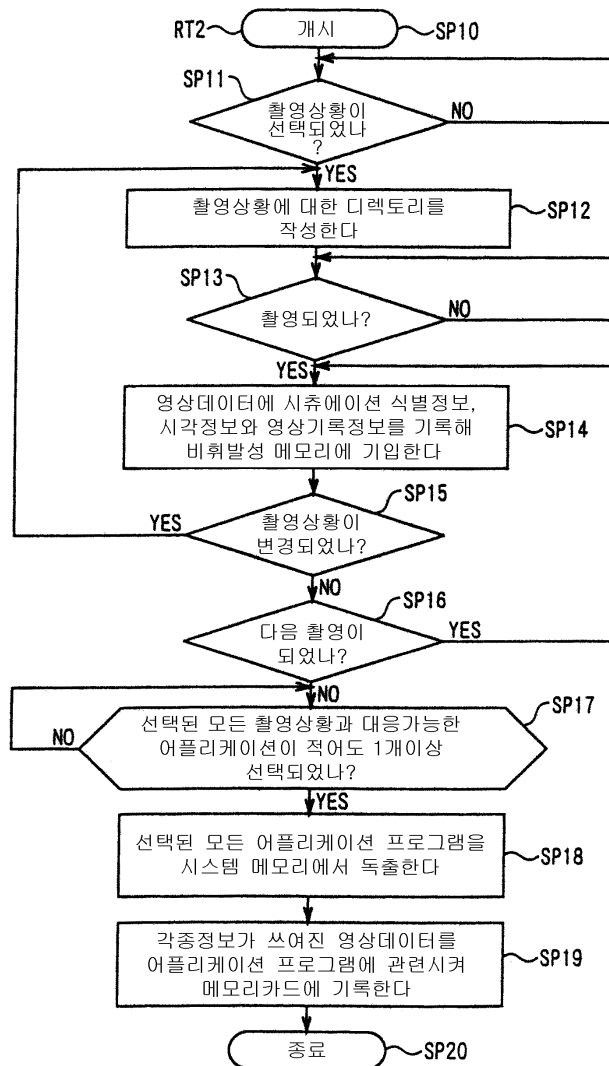 RT2
개시
SP10
SP11
촬영상황이
선택되었나
?
NO
YES
촬영상황에 대한 디렉토리를
작성한다
SP12
SP13
촬영되었나?
NO
YES
영상데이터에 시츄에이션 식별정보,
시각정보와 영상기록정보를 기록해
비휘발성 메모리에 기입한다
SP14
SP15
YES
촬영상황이
변경되었나?
NO
SP16
다음 촬영이
되었나?
YES
NO
SP17
NO
선택된 모든 촬영상황과 대응가능한
어플리케이션이 적어도 1개이상
선택되었나?
YES
선택된 모든 어플리케이션 프로그램을
시스템 메모리에서 독출한다
SP18
각종정보가 쓰여진 영상데이터를
어플리케이션 프로그램에 관련시켜
메모리카드에 기록한다
SP19
종료
SP20